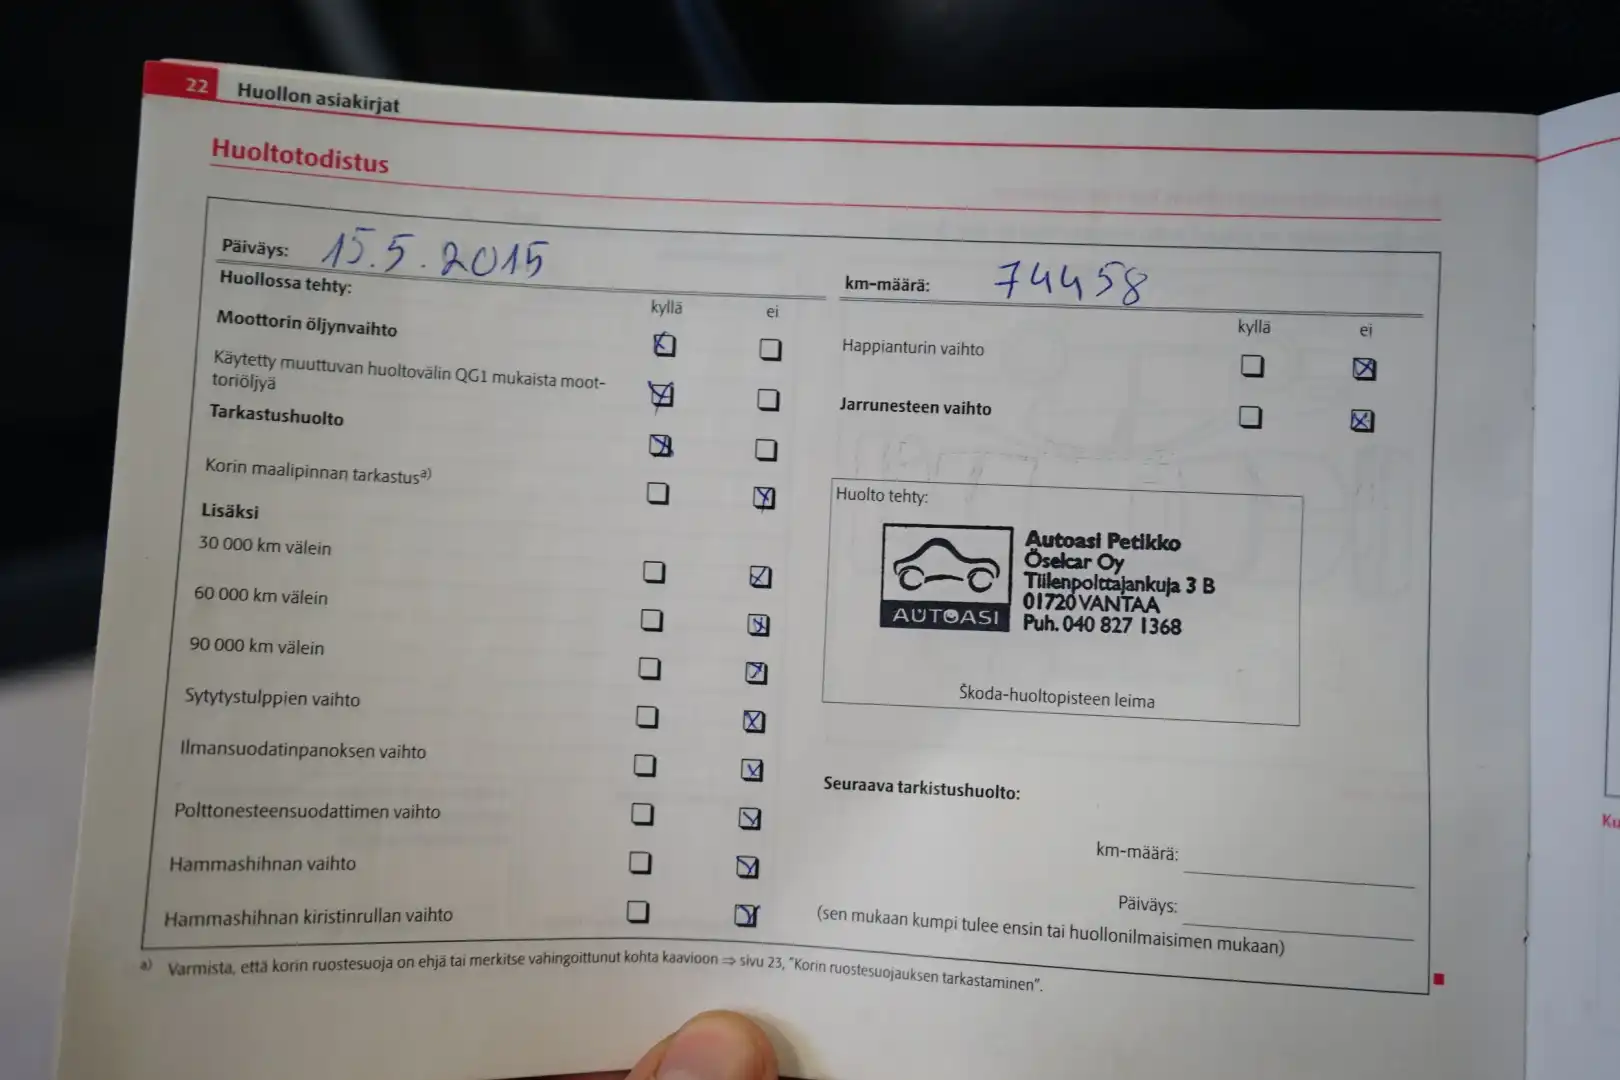 22 Huollon asiakirjat
Huoltotodistus
Päiväys: 15.5.2015
Huollossa tehty:
kyllä ei
Moottorin öljynvaihto
Käytetty muuttuvan huoltovälin QG1 mukaista moot-
toriöljyä
Tarkastushuolto
Korin maalipinnan tarkastusa)
Lisäksi
30 000 km välein
60 000 km välein
90 000 km välein
Sytytystulppien vaihto
Ilmansuodatinpanoksen vaihto
Polttonesteensuodattimen vaihto
Hammashihnan vaihto
Hammashihnan kiristinrullan vaihto
km-määrä: 74458
kyllä ei
Happianturin vaihto
Jarrunesteen vaihto
Huolto tehty:
AUTOASI
Autoasi Petikko
Öselcar Oy
Tiilenpolttajankuja 3 B
01720 VANTAA
Puh. 040 827 1368
Škoda-huoltopisteen leima
Seuraava tarkistushuolto:
km-määrä:
Päiväys:
(sen mukaan kumpi tulee ensin tai huollonilmaisimen mukaan)
a) Varmista, että korin ruostesuoja on ehjä tai merkitse vahingoittunut kohta kaavioon ⇒ sivu 23, "Korin ruostesuojauksen tarkastaminen".